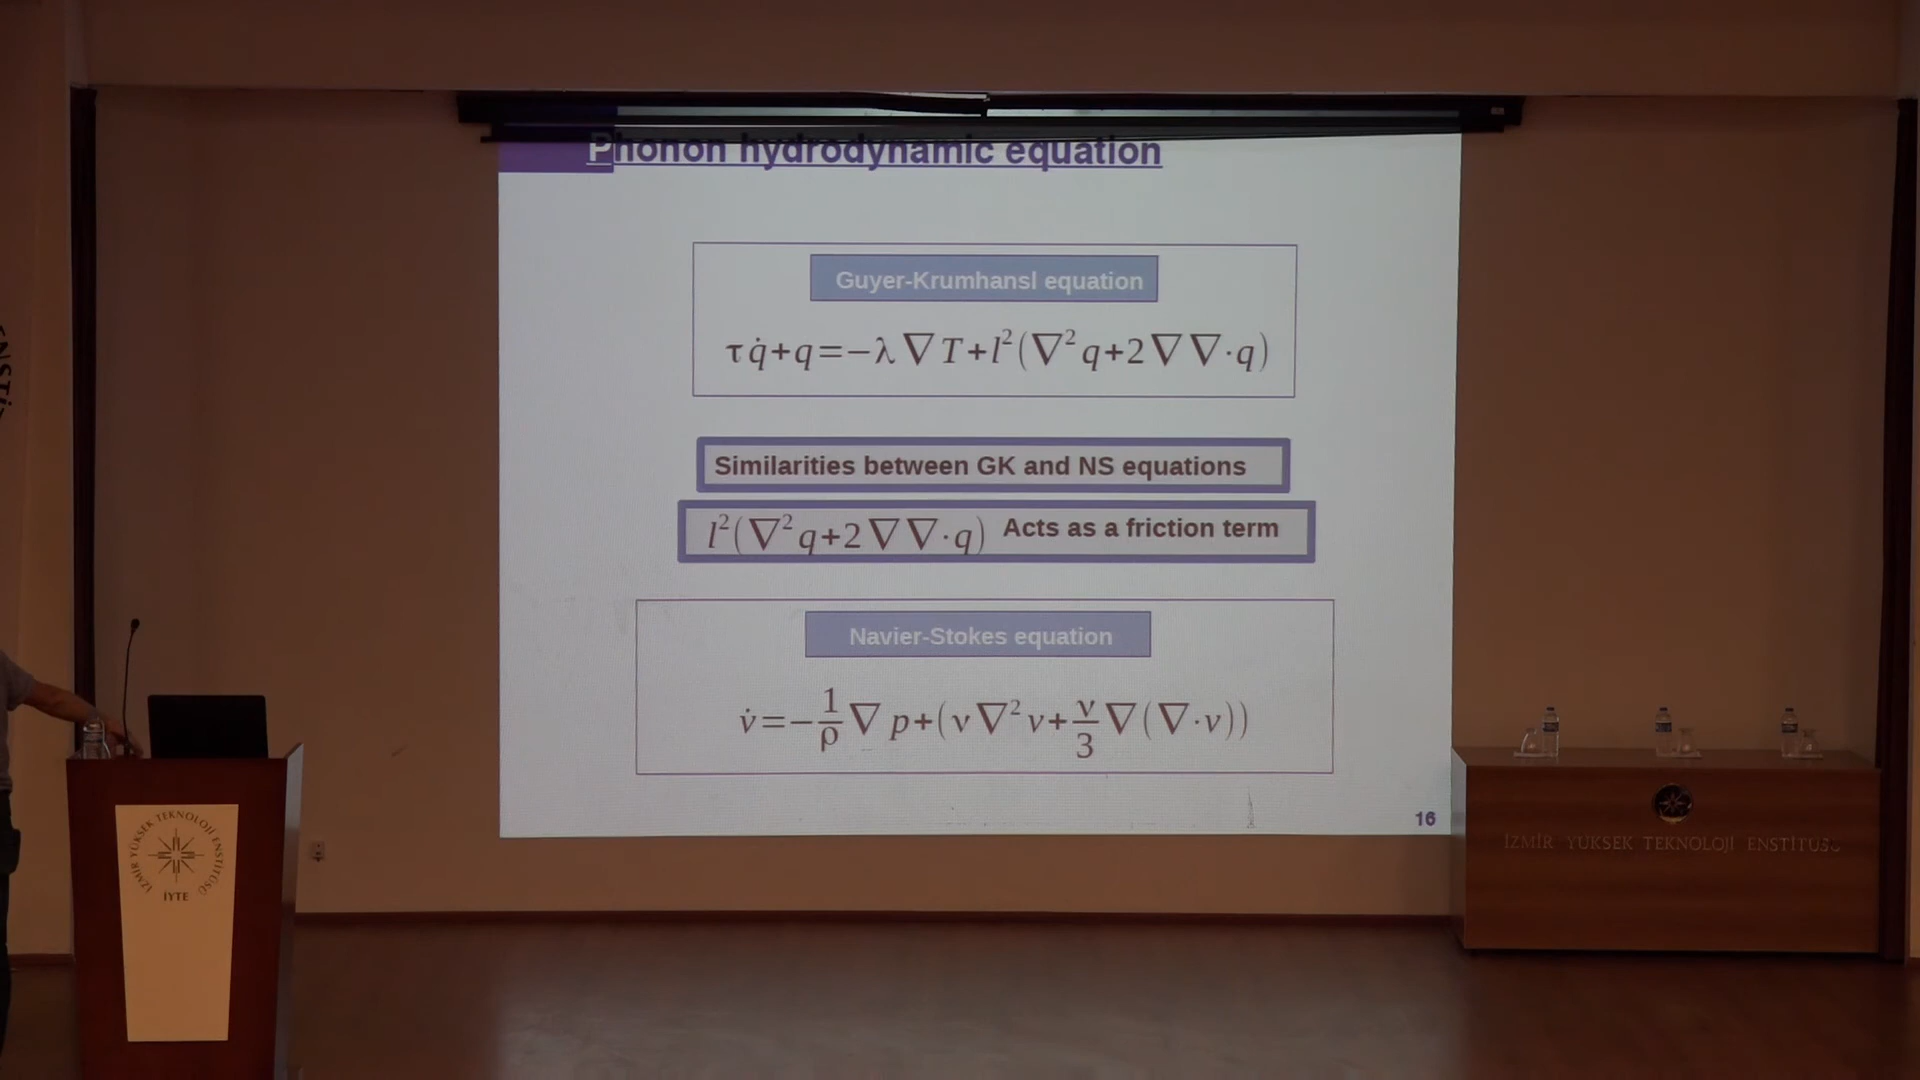 Phonon hydrodynamic equation
Guyer-Krumhansl equation
τq̇+q=−λ∇T+l²(∇²q+2∇∇·q)
Similarities between GK and NS equations
l²(∇²q+2∇∇·q) Acts as a friction term
Navier-Stokes equation
v̇=−1/ρ ∇p+(ν∇²v+ν/3 ∇(∇·v))
16
İZMİR YÜKSEK TEKNOLOJİ ENSTİTÜSÜ
İYTE
İZMİR YÜKSEK TEKNOLOJİ ENSTİTÜSÜ